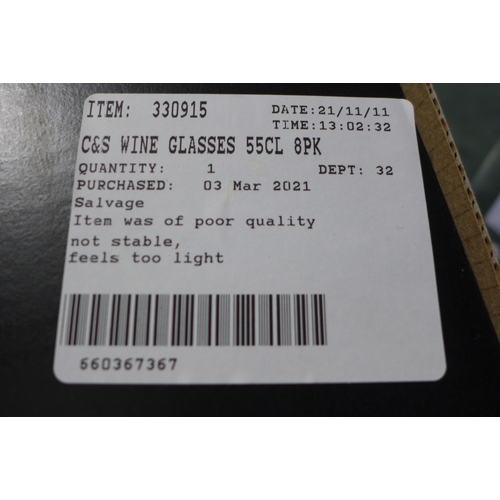 ITEM: 330915 DATE:21/11/11
TIME:13:02:32
C&S WINE GLASSES 55CL 8PK
QUANTITY: 1 DEPT: 32
PURCHASED: 03 Mar 2021
Salvage
Item was of poor quality
not stable,
feels too light
660367367